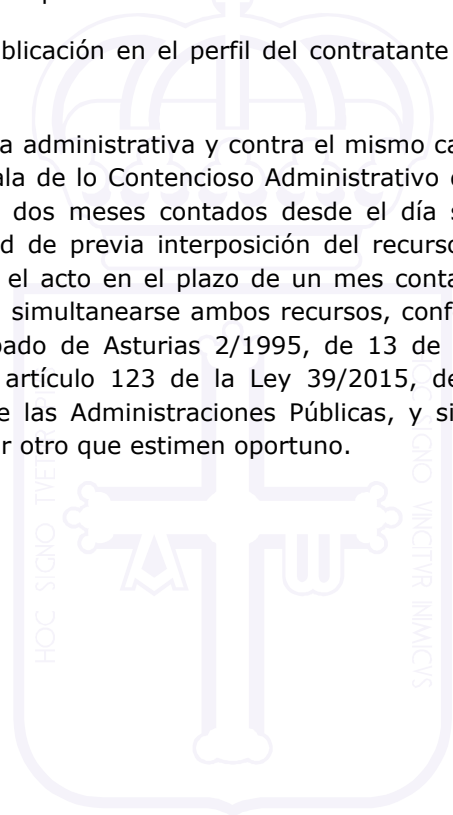 blicación en el perfil del contratante
a administrativa y contra el mismo ca
ala de lo Contencioso Administrativo
dos meses contados desde el día s
d de previa interposición del recurso
el acto en el plazo de un mes conta
simultanearse ambos recursos, conf
pado de Asturias 2/1995, de 13 de
artículo 123 de la Ley 39/2015, de
e las Administraciones Públicas, y si
r otro que estimen oportuno.
HOC SIGNO TVETVR PI
HOC SIGNO VINCITVR INIMICVS